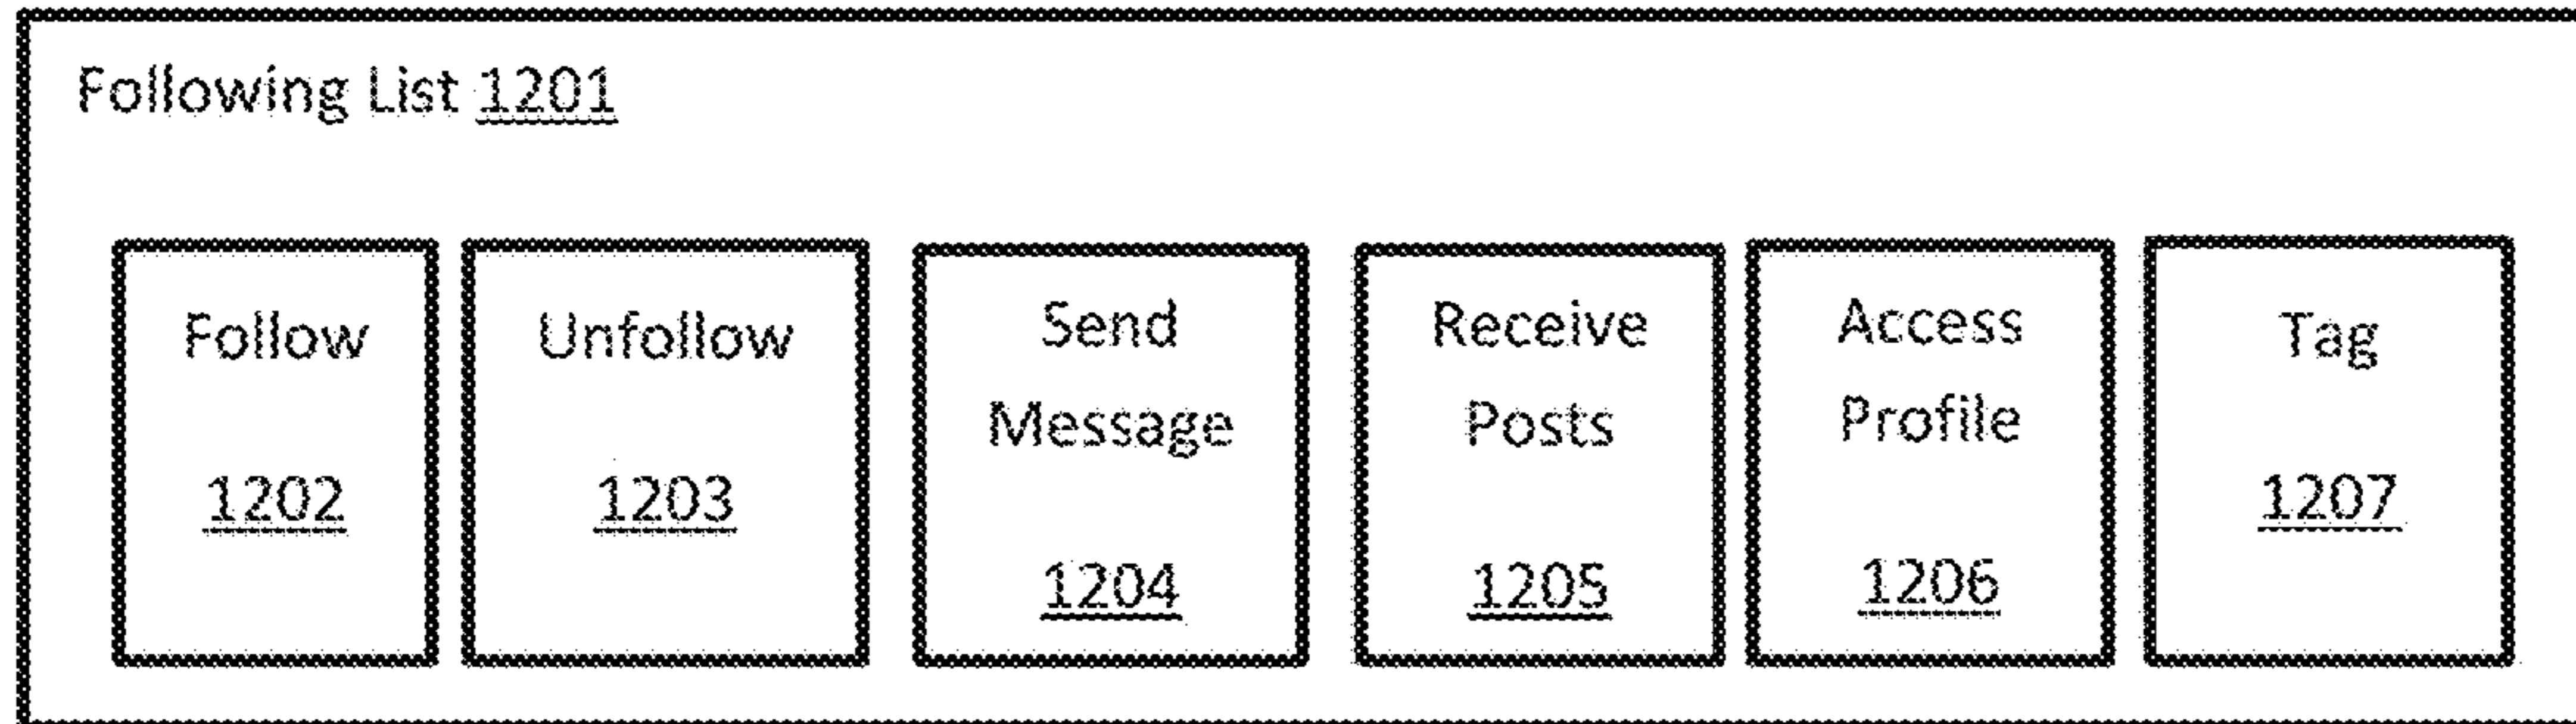 Following List 1201
Follow
1202
Unfollow
1203
Send
Message
1204
Receive
Posts
1205
Access
Profile
1206
Tag
1207